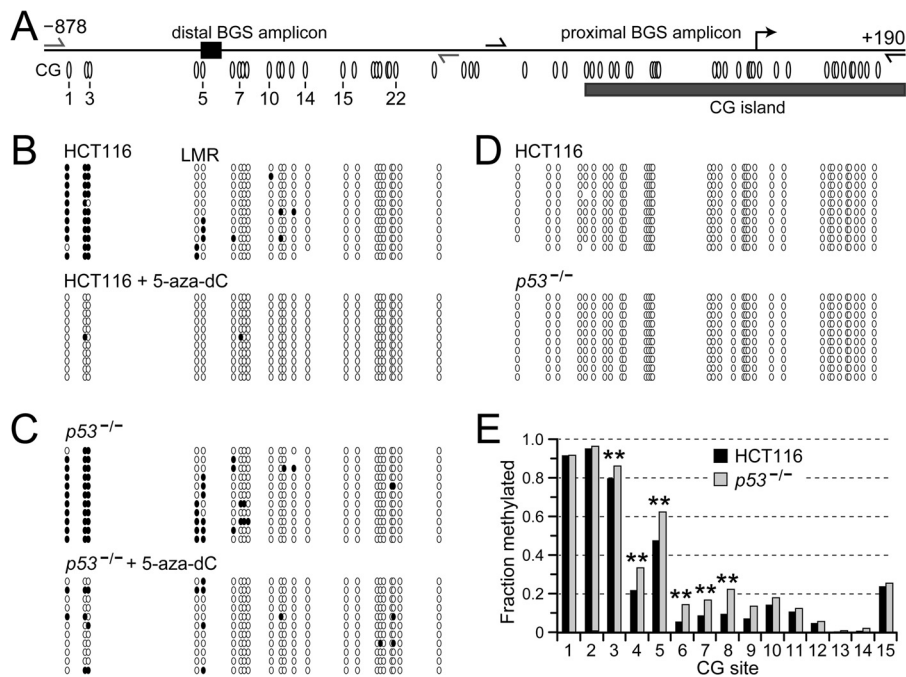 A
−878
distal BGS amplicon
proximal BGS amplicon
+190
CG
1 3 5 7 10 14 15 22
CG island
B
HCT116
LMR
HCT116 + 5-aza-dC
C
p53−/−
p53−/− + 5-aza-dC
D
HCT116
p53−/−
E
HCT116
p53−/−
Fraction methylated
1.0
0.8
0.6
0.4
0.2
0
** ** ** ** ** **
1 2 3 4 5 6 7 8 9 10 11 12 13 14 15
CG site